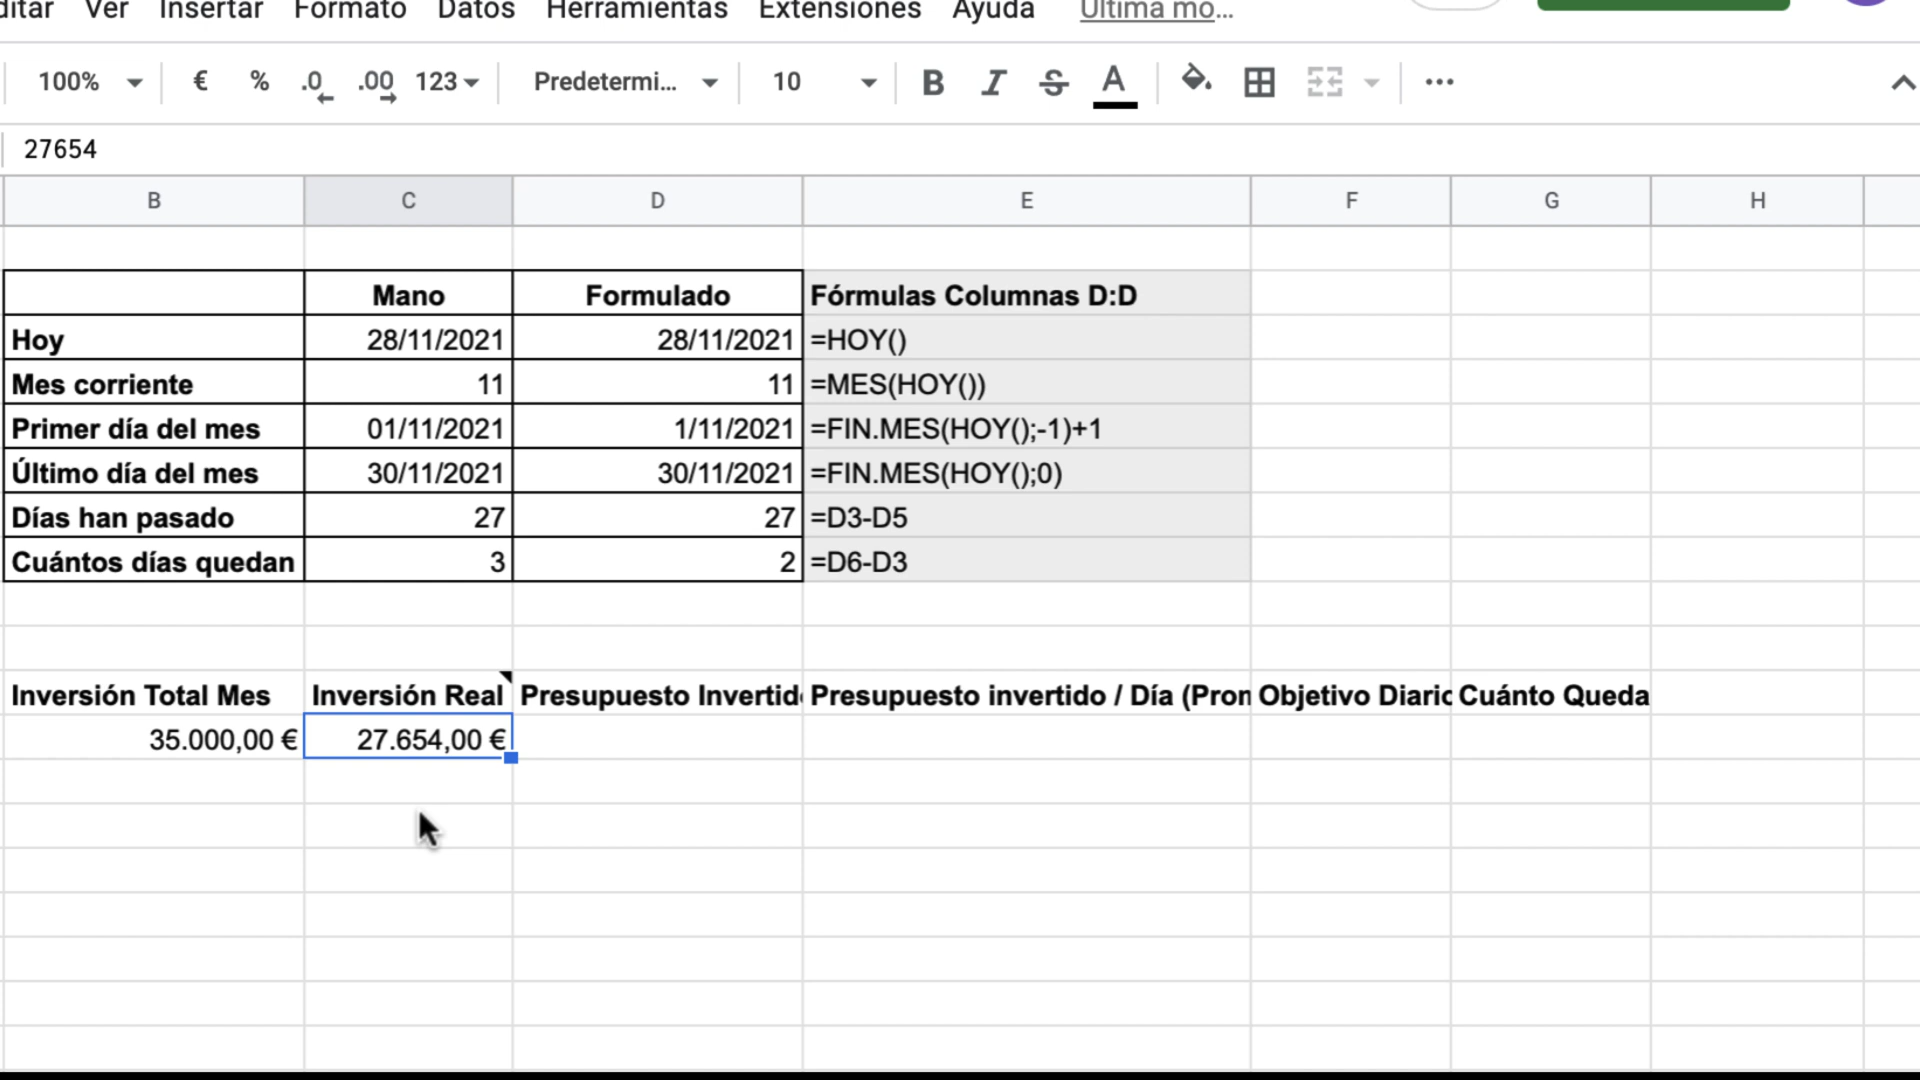 ditar Ver Insertar Formato Datos Herramientas Extensiones Ayuda Última mo…
100% € % .0 .00 123 Predetermi... 10 B I S A
27654
B C D E F G H
Mano Formulado Fórmulas Columnas D:D
Hoy 28/11/2021 28/11/2021 =HOY()
Mes corriente 11 11 =MES(HOY())
Primer día del mes 01/11/2021 1/11/2021 =FIN.MES(HOY();-1)+1
Último día del mes 30/11/2021 30/11/2021 =FIN.MES(HOY();0)
Días han pasado 27 27 =D3-D5
Cuántos días quedan 3 2 =D6-D3
Inversión Total Mes Inversión Real Presupuesto Invertid Presupuesto invertido / Día (Pron Objetivo Diaric Cuánto Queda
35.000,00 € 27.654,00 €